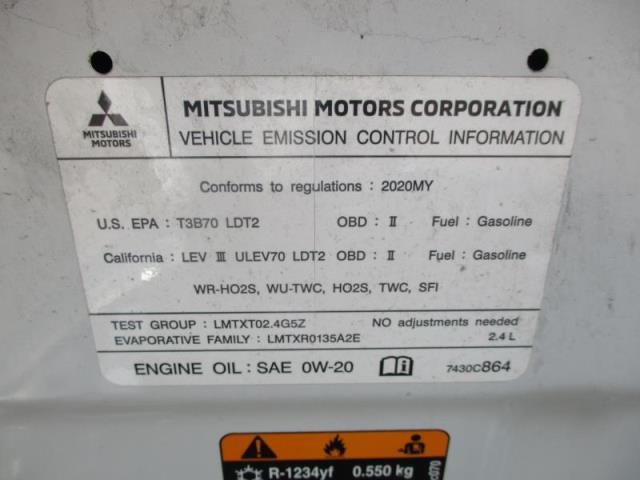 MITSUBISHI
MOTORS
MITSUBISHI MOTORS CORPORATION
VEHICLE EMISSION CONTROL INFORMATION
Conforms to regulations : 2020MY
U.S. EPA : T3B70 LDT2 OBD : Ⅱ Fuel : Gasoline
California : LEV Ⅲ ULEV70 LDT2 OBD : Ⅱ Fuel : Gasoline
WR-HO2S, WU-TWC, HO2S, TWC, SFI
TEST GROUP : LMTXT02.4G5Z NO adjustments needed
EVAPORATIVE FAMILY : LMTXR0135A2E 2.4 L
ENGINE OIL : SAE 0W-20 7430C864
R-1234yf 0.550 kg